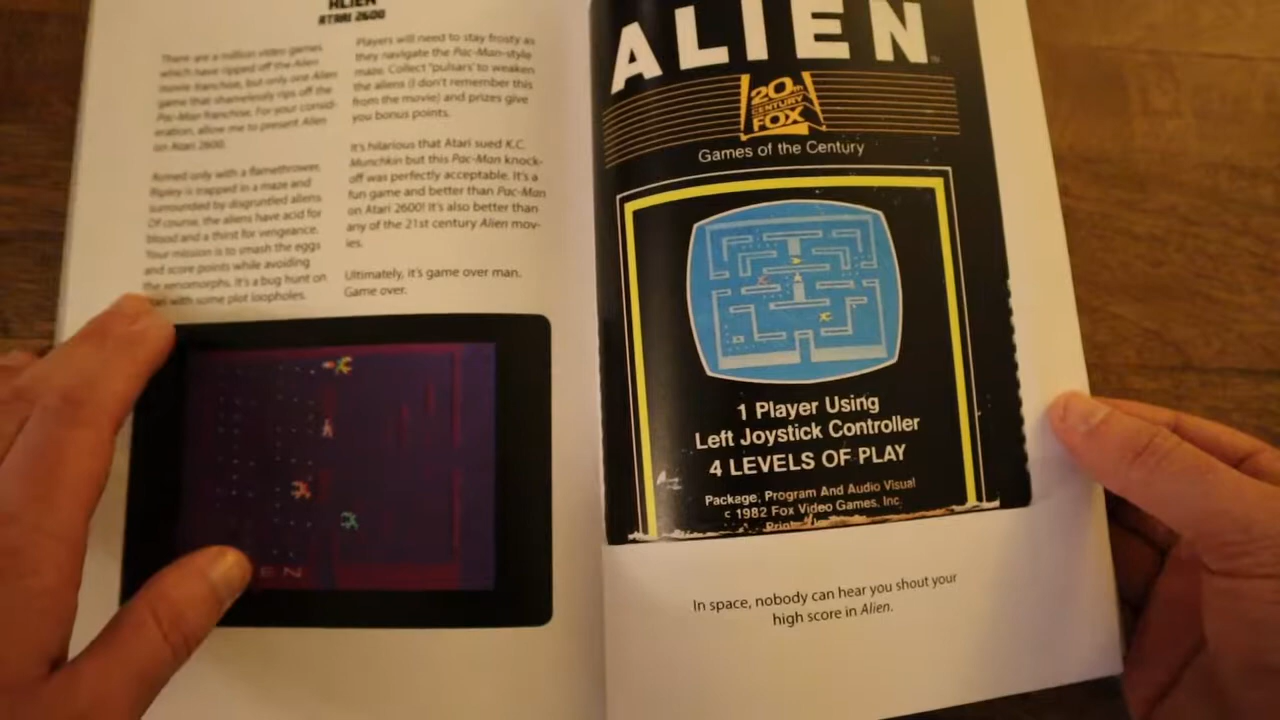 ALIEN
ATARI 2600
There are a million video games
which have ripped off the Alien
movie franchise, but only one Alien
game that shamelessly rips off the
Pac-Man franchise. For your consid-
eration, allow me to present Alien
on Atari 2600.
Armed only with a flamethrower,
Ripley is trapped in a maze and
surrounded by disgruntled aliens.
Of course, the aliens have acid for
blood and a thirst for vengeance.
Your mission is to smash the eggs
and score points while avoiding
the xenomorphs. It's a bug hunt on
with some plot loopholes.
Players will need to stay frosty as
they navigate the Pac-Man-style
maze. Collect "pulsars' to weaken
the aliens (I don't remember this
from the movie) and prizes give
you bonus points.
It's hilarious that Atari sued K.C.
Munchkin but this Pac-Man knock-
off was perfectly acceptable. It's a
fun game and better than Pac-Man
on Atari 2600! It's also better than
any of the 21st century Alien mov-
ies.
Ultimately, it's game over man.
Game over.
EN
ALIEN
20th
CENTURY
FOX
Games of the Century
1 Player Using
Left Joystick Controller
4 LEVELS OF PLAY
Package, Program And Audio Visual
c 1982 Fox Video Games, Inc.
In space, nobody can hear you shout your
high score in Alien.